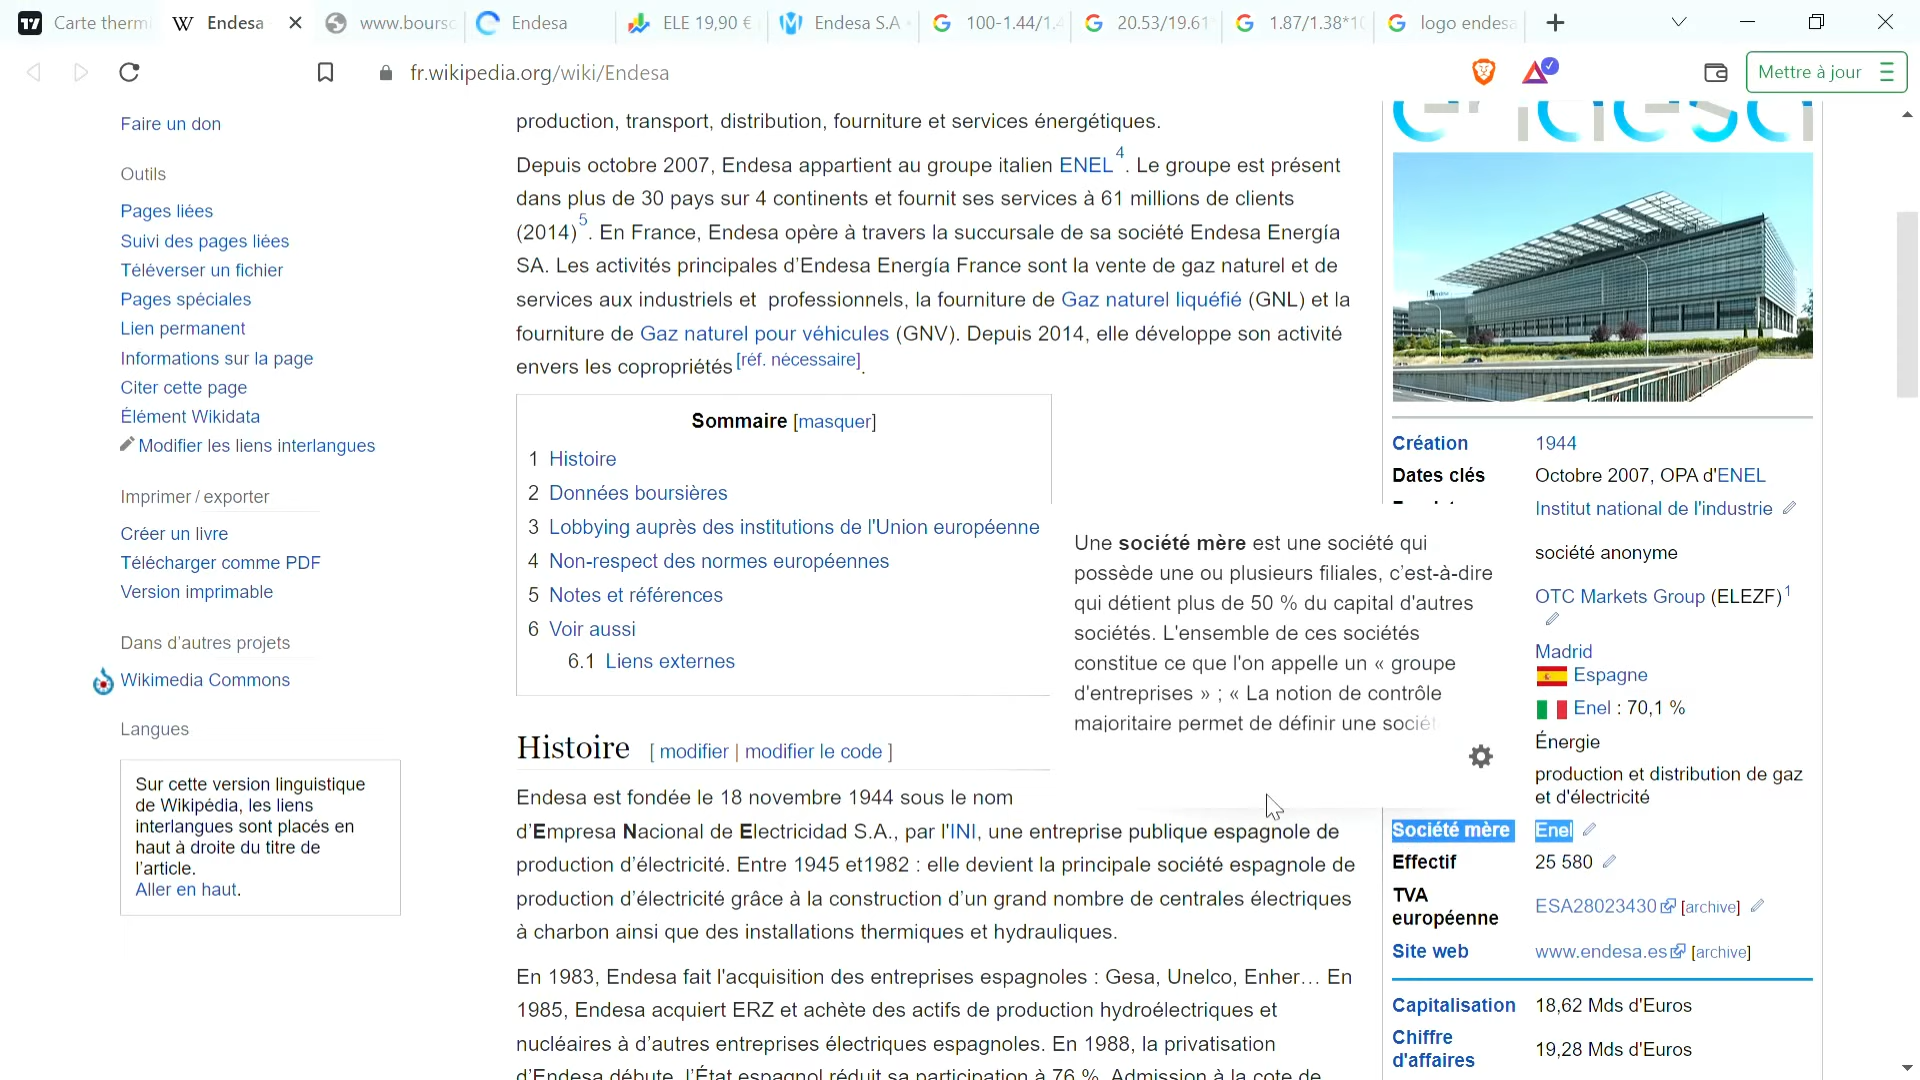 Carte thermi
Endesa
www.boursc
Endesa
ELE 19,90 €
Endesa S.A
100-1.44/1.4
20.53/19.61
1.87/1.38*10
logo endesa
fr.wikipedia.org/wiki/Endesa
Mettre à jour
Faire un don
Outils
Pages liées
Suivi des pages liées
Téléverser un fichier
Pages spéciales
Lien permanent
Informations sur la page
Citer cette page
Élément Wikidata
Modifier les liens interlangues
Imprimer / exporter
Créer un livre
Télécharger comme PDF
Version imprimable
Dans d'autres projets
Wikimedia Commons
Langues
Sur cette version linguistique
de Wikipédia, les liens
interlangues sont placés en
haut à droite du titre de
l'article.
Aller en haut.
production, transport, distribution, fourniture et services énergétiques.
Depuis octobre 2007, Endesa appartient au groupe italien ENEL4. Le groupe est présent
dans plus de 30 pays sur 4 continents et fournit ses services à 61 millions de clients
(2014)5. En France, Endesa opère à travers la succursale de sa société Endesa Energía
SA. Les activités principales d'Endesa Energía France sont la vente de gaz naturel et de
services aux industriels et professionnels, la fourniture de Gaz naturel liquéfié (GNL) et la
fourniture de Gaz naturel pour véhicules (GNV). Depuis 2014, elle développe son activité
envers les copropriétés[réf. nécessaire].
Sommaire [masquer]
1 Histoire
2 Données boursières
3 Lobbying auprès des institutions de l'Union européenne
4 Non-respect des normes européennes
5 Notes et références
6 Voir aussi
6.1 Liens externes
Histoire [ modifier | modifier le code ]
Endesa est fondée le 18 novembre 1944 sous le nom
d'Empresa Nacional de Electricidad S.A., par l'INI, une entreprise publique espagnole de
production d'électricité. Entre 1945 et1982 : elle devient la principale société espagnole de
production d'électricité grâce à la construction d'un grand nombre de centrales électriques
à charbon ainsi que des installations thermiques et hydrauliques.
En 1983, Endesa fait l'acquisition des entreprises espagnoles : Gesa, Unelco, Enher... En
1985, Endesa acquiert ERZ et achète des actifs de production hydroélectriques et
nucléaires à d'autres entreprises électriques espagnoles. En 1988, la privatisation
d'Endesa débute. l'État espagnol réduit sa participation à 76 %. Admission à la cote de
Une société mère est une société qui
possède une ou plusieurs filiales, c'est-à-dire
qui détient plus de 50 % du capital d'autres
sociétés. L'ensemble de ces sociétés
constitue ce que l'on appelle un « groupe
d'entreprises » ; « La notion de contrôle
majoritaire permet de définir une sociét
endesa
Création 1944
Dates clés Octobre 2007, OPA d'ENEL
Institut national de l'industrie
société anonyme
OTC Markets Group (ELEZF)1
Madrid
Espagne
Enel : 70,1 %
Énergie
production et distribution de gaz
et d'électricité
Société mère Enel
Effectif 25 580
TVA
européenne ESA28023430 [archive]
Site web www.endesa.es [archive]
Capitalisation 18,62 Mds d'Euros
Chiffre
d'affaires 19,28 Mds d'Euros